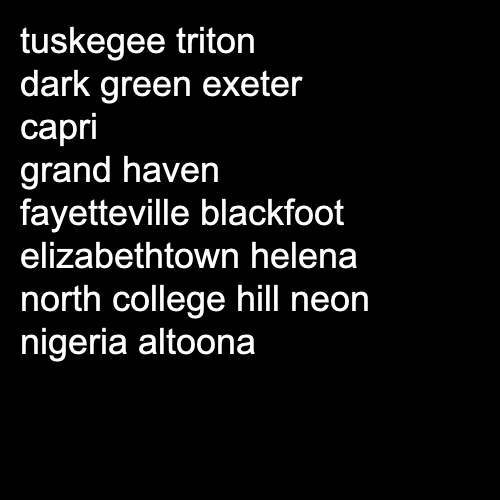 tuskegee triton
dark green exeter
capri
grand haven
fayetteville blackfoot
elizabethtown helena
north college hill neon
nigeria altoona